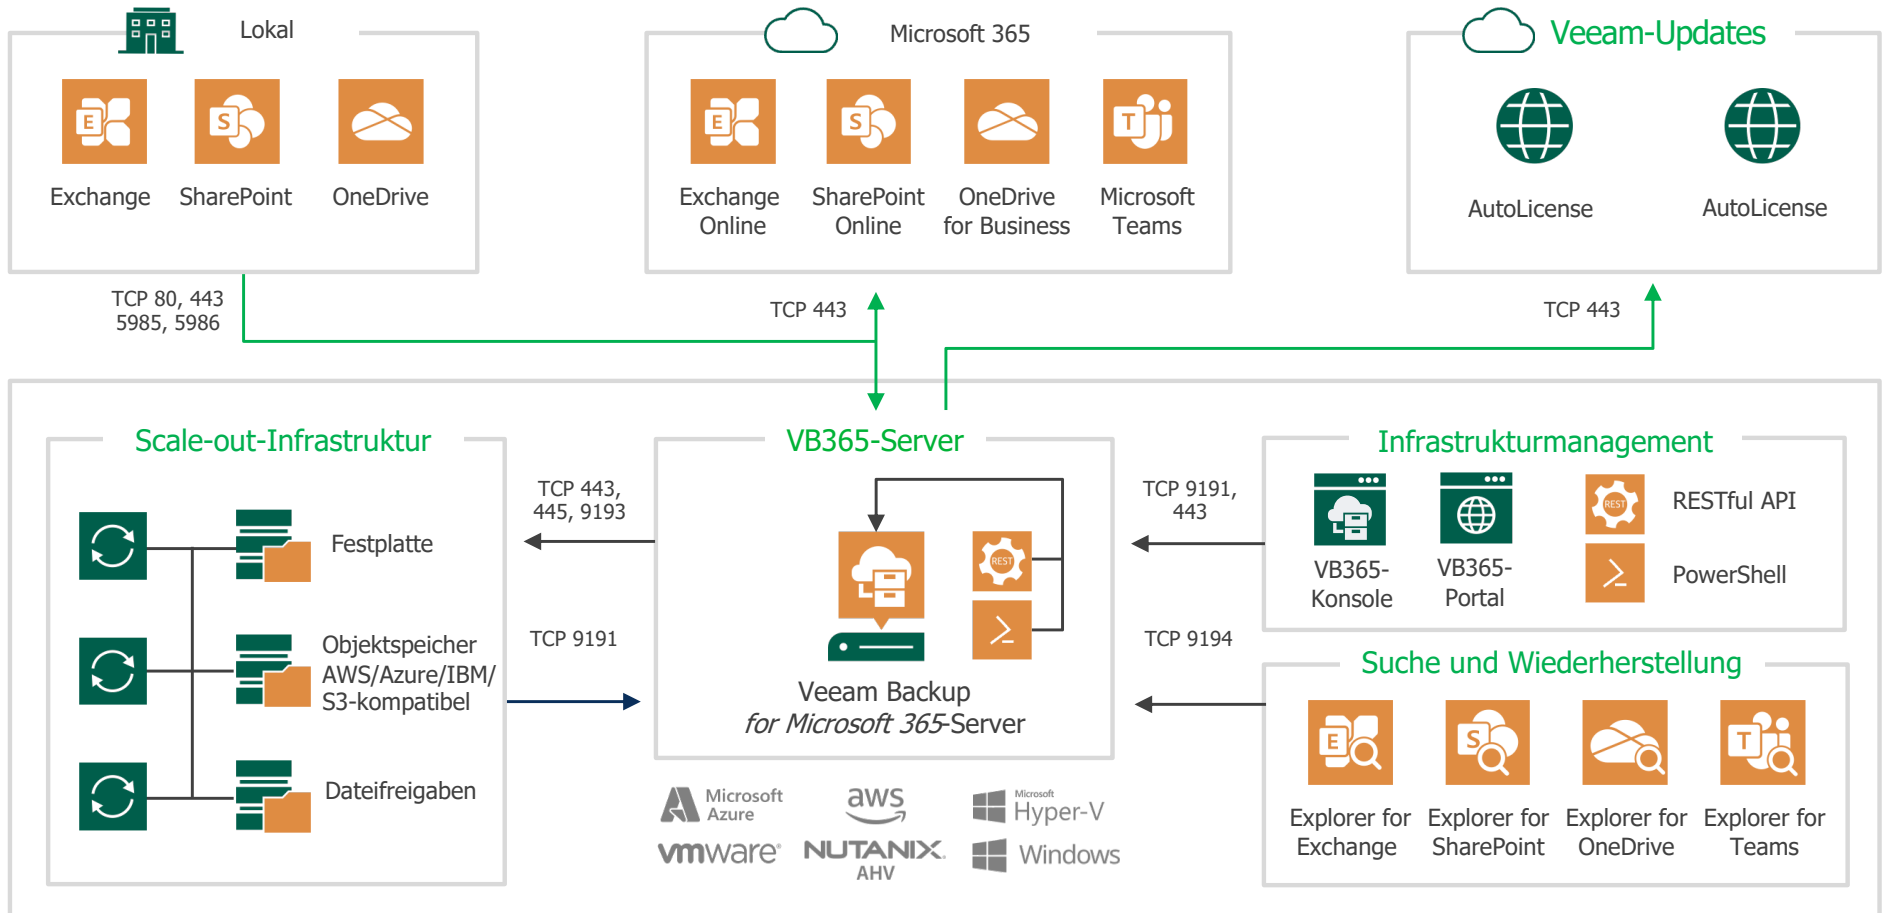 Lokal
E
S
Exchange
SharePoint
OneDrive
Microsoft 365
E
S
T
Exchange
Online
SharePoint
Online
OneDrive
for Business
Microsoft
Teams
Veeam-Updates
AutoLicense
AutoLicense
TCP 80, 443
5985, 5986
TCP 443
TCP 443
Scale-out-Infrastruktur
Festplatte
Objektspeicher
AWS/Azure/IBM/
S3-kompatibel
Dateifreigaben
TCP 443,
445, 9193
TCP 9191
VB365-Server
REST
Veeam Backup
for Microsoft 365-Server
Microsoft
Azure
aws
Microsoft
Hyper-V
vmware®
NUTANIX.
AHV
Windows
TCP 9191,
443
TCP 9194
Infrastrukturmanagement
VB365-
Konsole
VB365-
Portal
REST
RESTful API
PowerShell
Suche und Wiederherstellung
E
S
T
Explorer for
Exchange
Explorer for
SharePoint
Explorer for
OneDrive
Explorer for
Teams